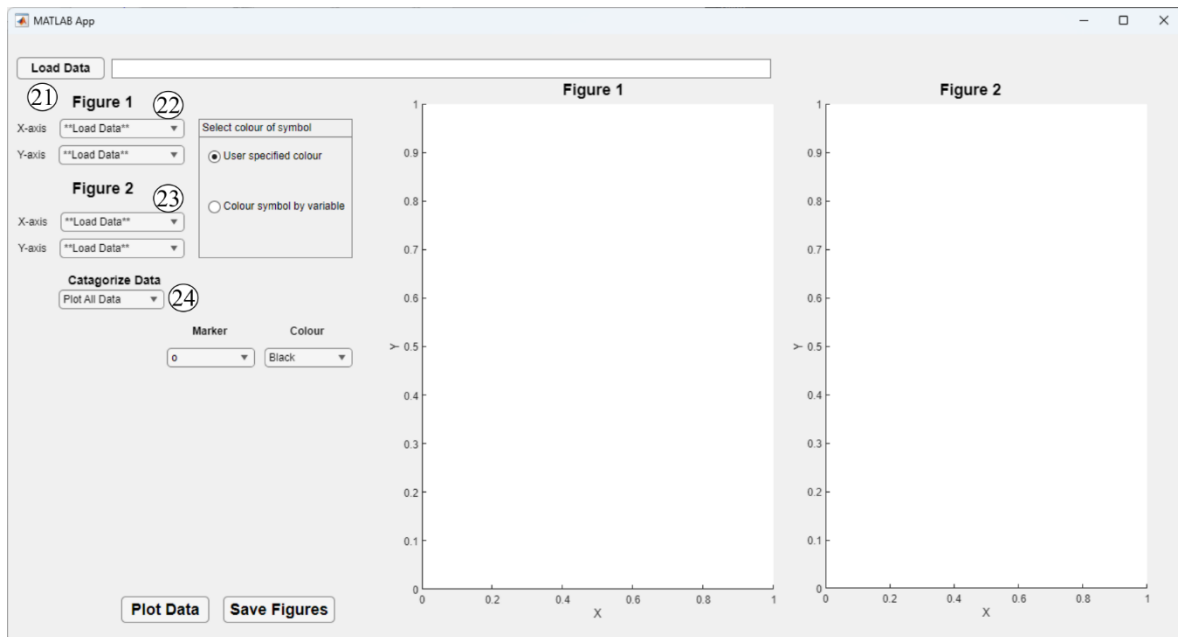 MATLAB App
Load Data
21
Figure 1
22
X-axis **Load Data**
Y-axis **Load Data**
Figure 2
23
X-axis **Load Data**
Y-axis **Load Data**
Select colour of symbol
User specified colour
Colour symbol by variable
Catagorize Data
Plot All Data
24
Marker Colour
o Black
Plot Data Save Figures
Figure 1
1
0.9
0.8
0.7
0.6
Y 0.5
0.4
0.3
0.2
0.1
0
0 0.2 0.4 0.6 0.8 1
X
Figure 2
1
0.9
0.8
0.7
0.6
Y 0.5
0.4
0.3
0.2
0.1
0
0 0.2 0.4 0.6 0.8 1
X